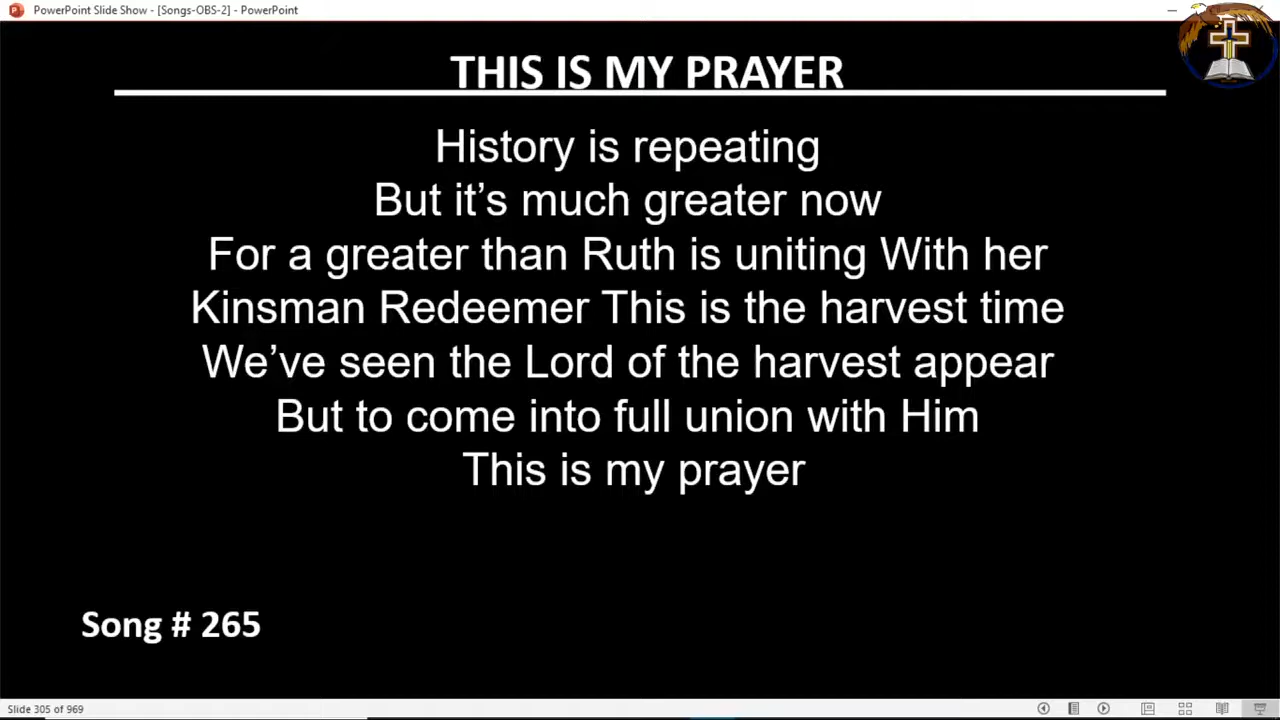 PowerPoint Slide Show - [Songs-OBS-2] - PowerPoint
THIS IS MY PRAYER
History is repeating
But it’s much greater now
For a greater than Ruth is uniting With her
Kinsman Redeemer This is the harvest time
We’ve seen the Lord of the harvest appear
But to come into full union with Him
This is my prayer
Song # 265
Slide 305 of 969